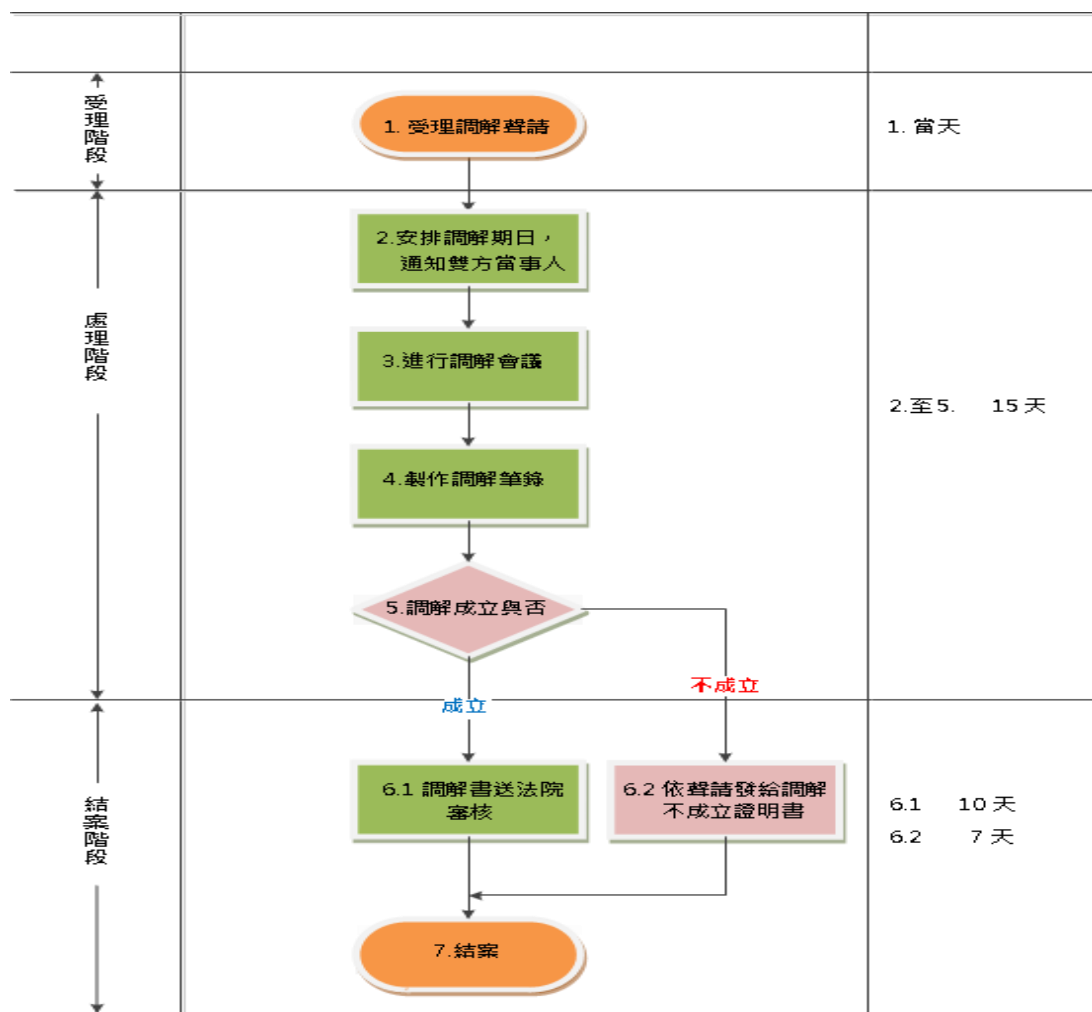 受理階段
1. 受理調解聲請
1. 當天
處理階段
2.安排調解期日，
通知雙方當事人
3.進行調解會議
2.至5. 15 天
4.製作調解筆錄
5.調解成立與否
不成立
成立
結案階段
6.1 調解書送法院
審核
6.2 依聲請發給調解
不成立證明書
6.1 10 天
6.2 7 天
7.結案